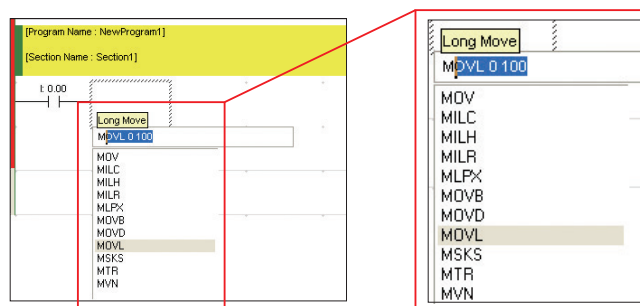 [Program Name : NewProgram1]
[Section Name : Section1]
I: 0.00
Long Move
MOVL 0 100
MOV
MILC
MILH
MILR
MLPX
MOVB
MOVD
MOVL
MSKS
MTR
MVN
Long Move
MOVL 0 100
MOV
MILC
MILH
MILR
MLPX
MOVB
MOVD
MOVL
MSKS
MTR
MVN